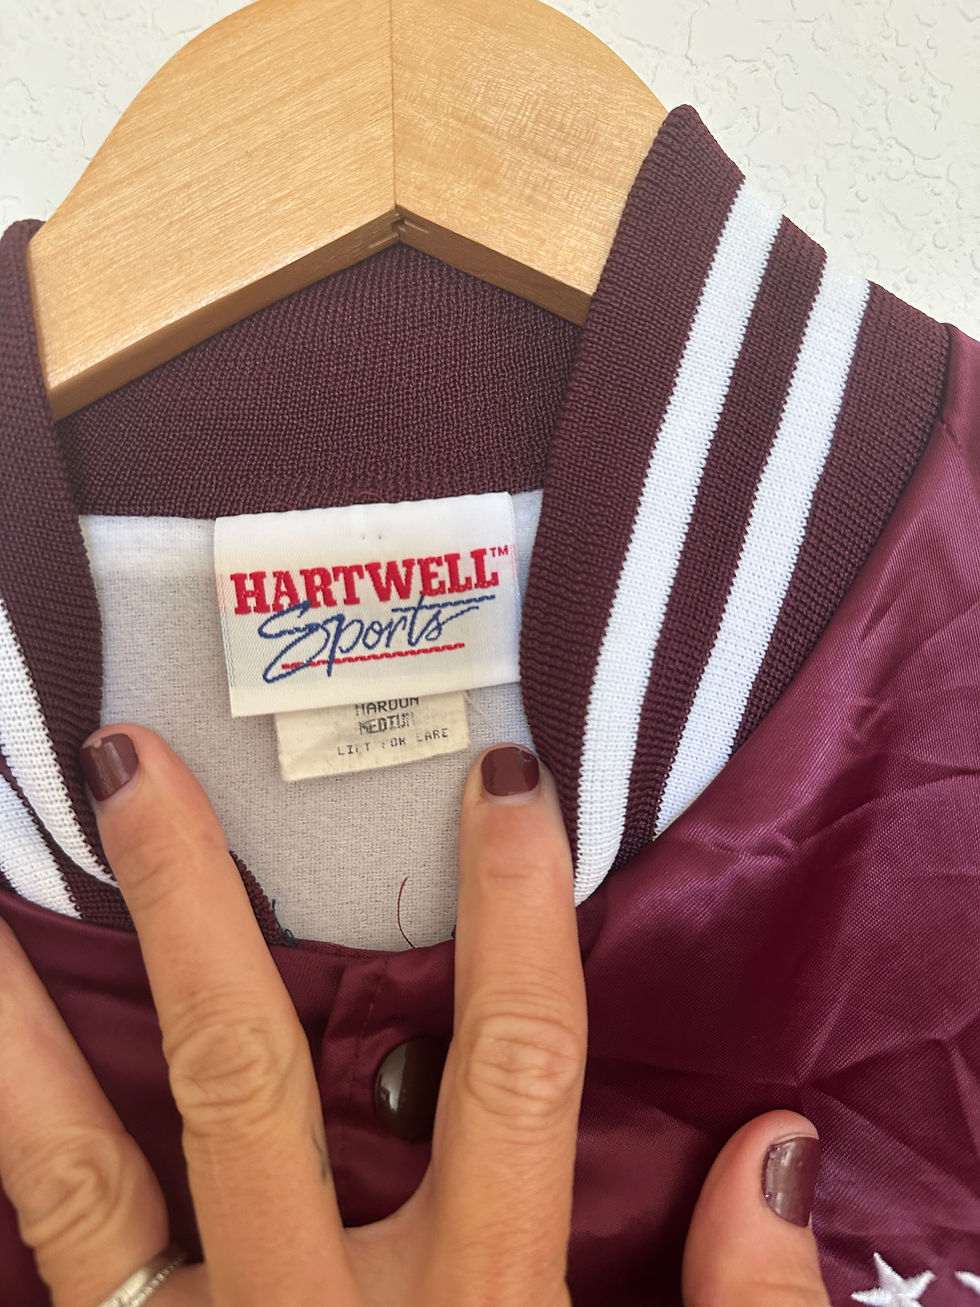 HARTWELL™
Sports
MAROON
MEDIUM
LIFT FOR CARE